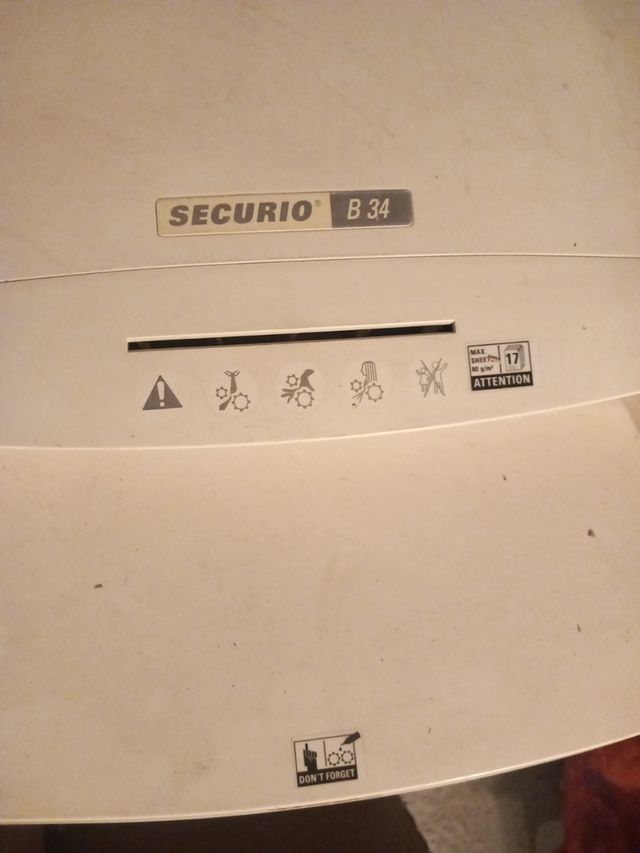 SECURIO® B 34
MAX.
SHEETS 17
80 g/m²
ATTENTION
DON'T FORGET